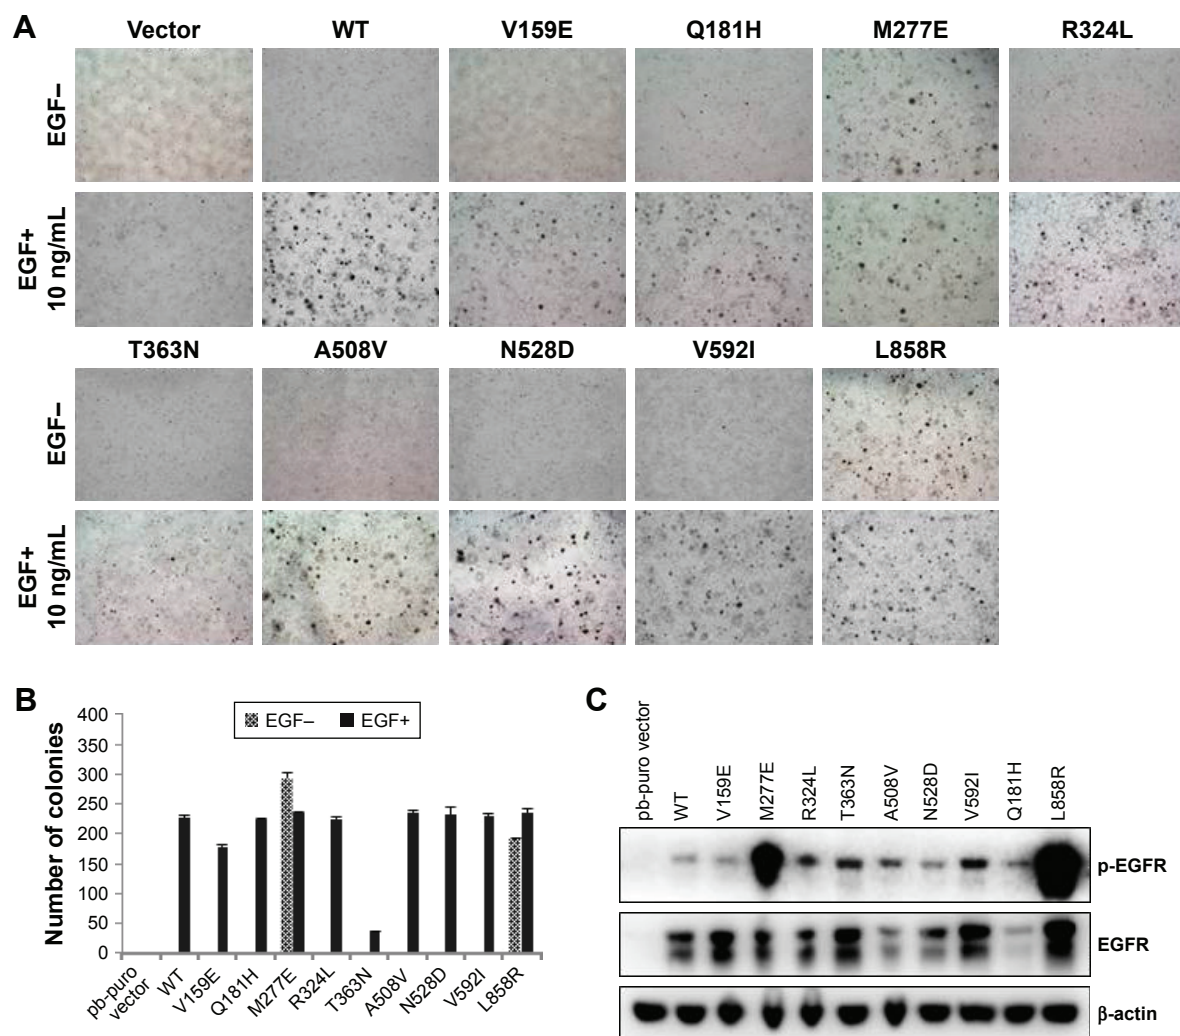 A
Vector WT V159E Q181H M277E R324L
EGF–
EGF+
10 ng/mL
T363N A508V N528D V592I L858R
EGF–
EGF+
10 ng/mL
B
Number of colonies
400
350
300
250
200
150
100
50
0
EGF– EGF+
pb-puro
vector
WT
V159E
Q181H
M277E
R324L
T363N
A508V
N528D
V592I
L858R
C
pb-puro vector
WT
V159E
M277E
R324L
T363N
A508V
N528D
V592I
Q181H
L858R
p-EGFR
EGFR
β-actin